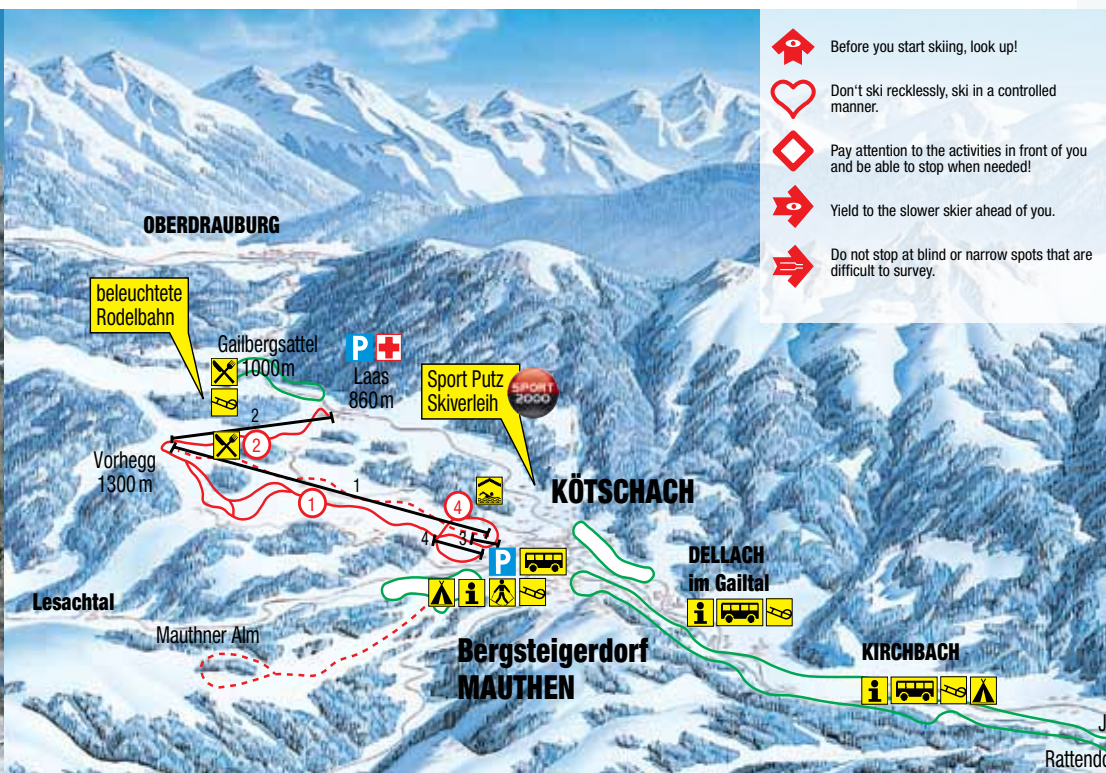 Before you start skiing, look up!
Don't ski recklessly, ski in a controlled
manner.
Pay attention to the activities in front of you
and be able to stop when needed!
Yield to the slower skier ahead of you.
Do not stop at blind or narrow spots that are
difficult to survey.
OBERDRAUBURG
beleuchtete
Rodelbahn
Gailbergsattel
1000 m
P
Laas
860 m
Sport Putz
Skiverleih
SPORT
2000
2
2
Vorhegg
1300 m
1
1
4
4
3
KÖTSCHACH
P
DELLACH
im Gailtal
i
i
Lesachtal
Mauthner Alm
Bergsteigerdorf
MAUTHEN
KIRCHBACH
i
J
Rattendo